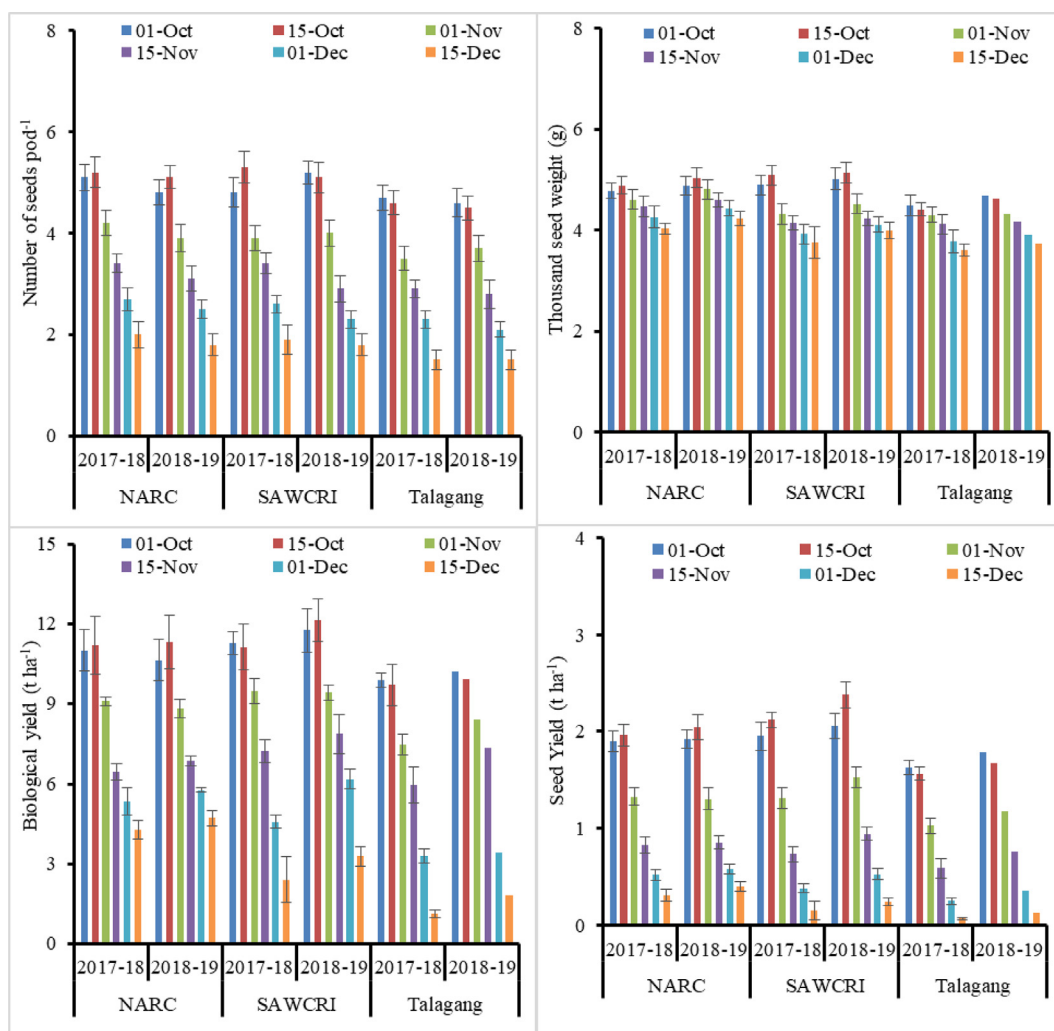 01-Oct 15-Oct 01-Nov
15-Nov 01-Dec 15-Dec
Number of seeds pod-1
8
6
4
2
0
2017-18 2018-19 2017-18 2018-19 2017-18 2018-19
NARC SAWCRI Talagang
01-Oct 15-Oct 01-Nov
15-Nov 01-Dec 15-Dec
Thousand seed weight (g)
8
6
4
2
0
2017-18 2018-19 2017-18 2018-19 2017-18 2018-19
NARC SAWCRI Talagang
01-Oct 15-Oct 01-Nov
15-Nov 01-Dec 15-Dec
Biological yield (t ha-1)
15
12
9
6
3
0
2017-18 2018-19 2017-18 2018-19 2017-18 2018-19
NARC SAWCRI Talagang
01-Oct 15-Oct 01-Nov
15-Nov 01-Dec 15-Dec
Seed Yield (t ha-1)
4
3
2
1
0
2017-18 2018-19 2017-18 2018-19 2017-18 2018-19
NARC SAWCRI Talagang